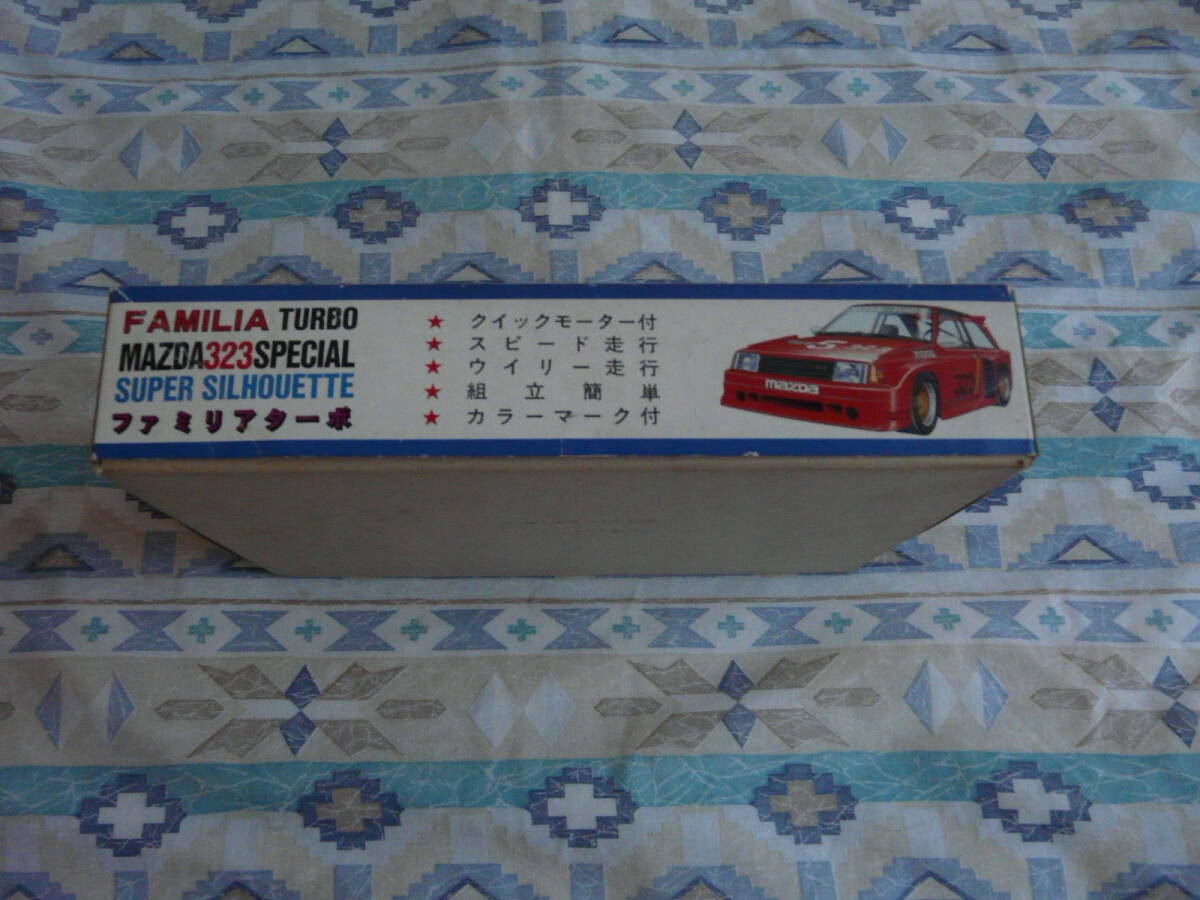 FAMILIA TURBO
MAZDA323SPECIAL
SUPER SILHOUETTE
ファミリアターボ
★ クイックモーター付
★ スピード走行
★ ウイリー走行
★ 組立簡単
★ カラーマーク付
mazda